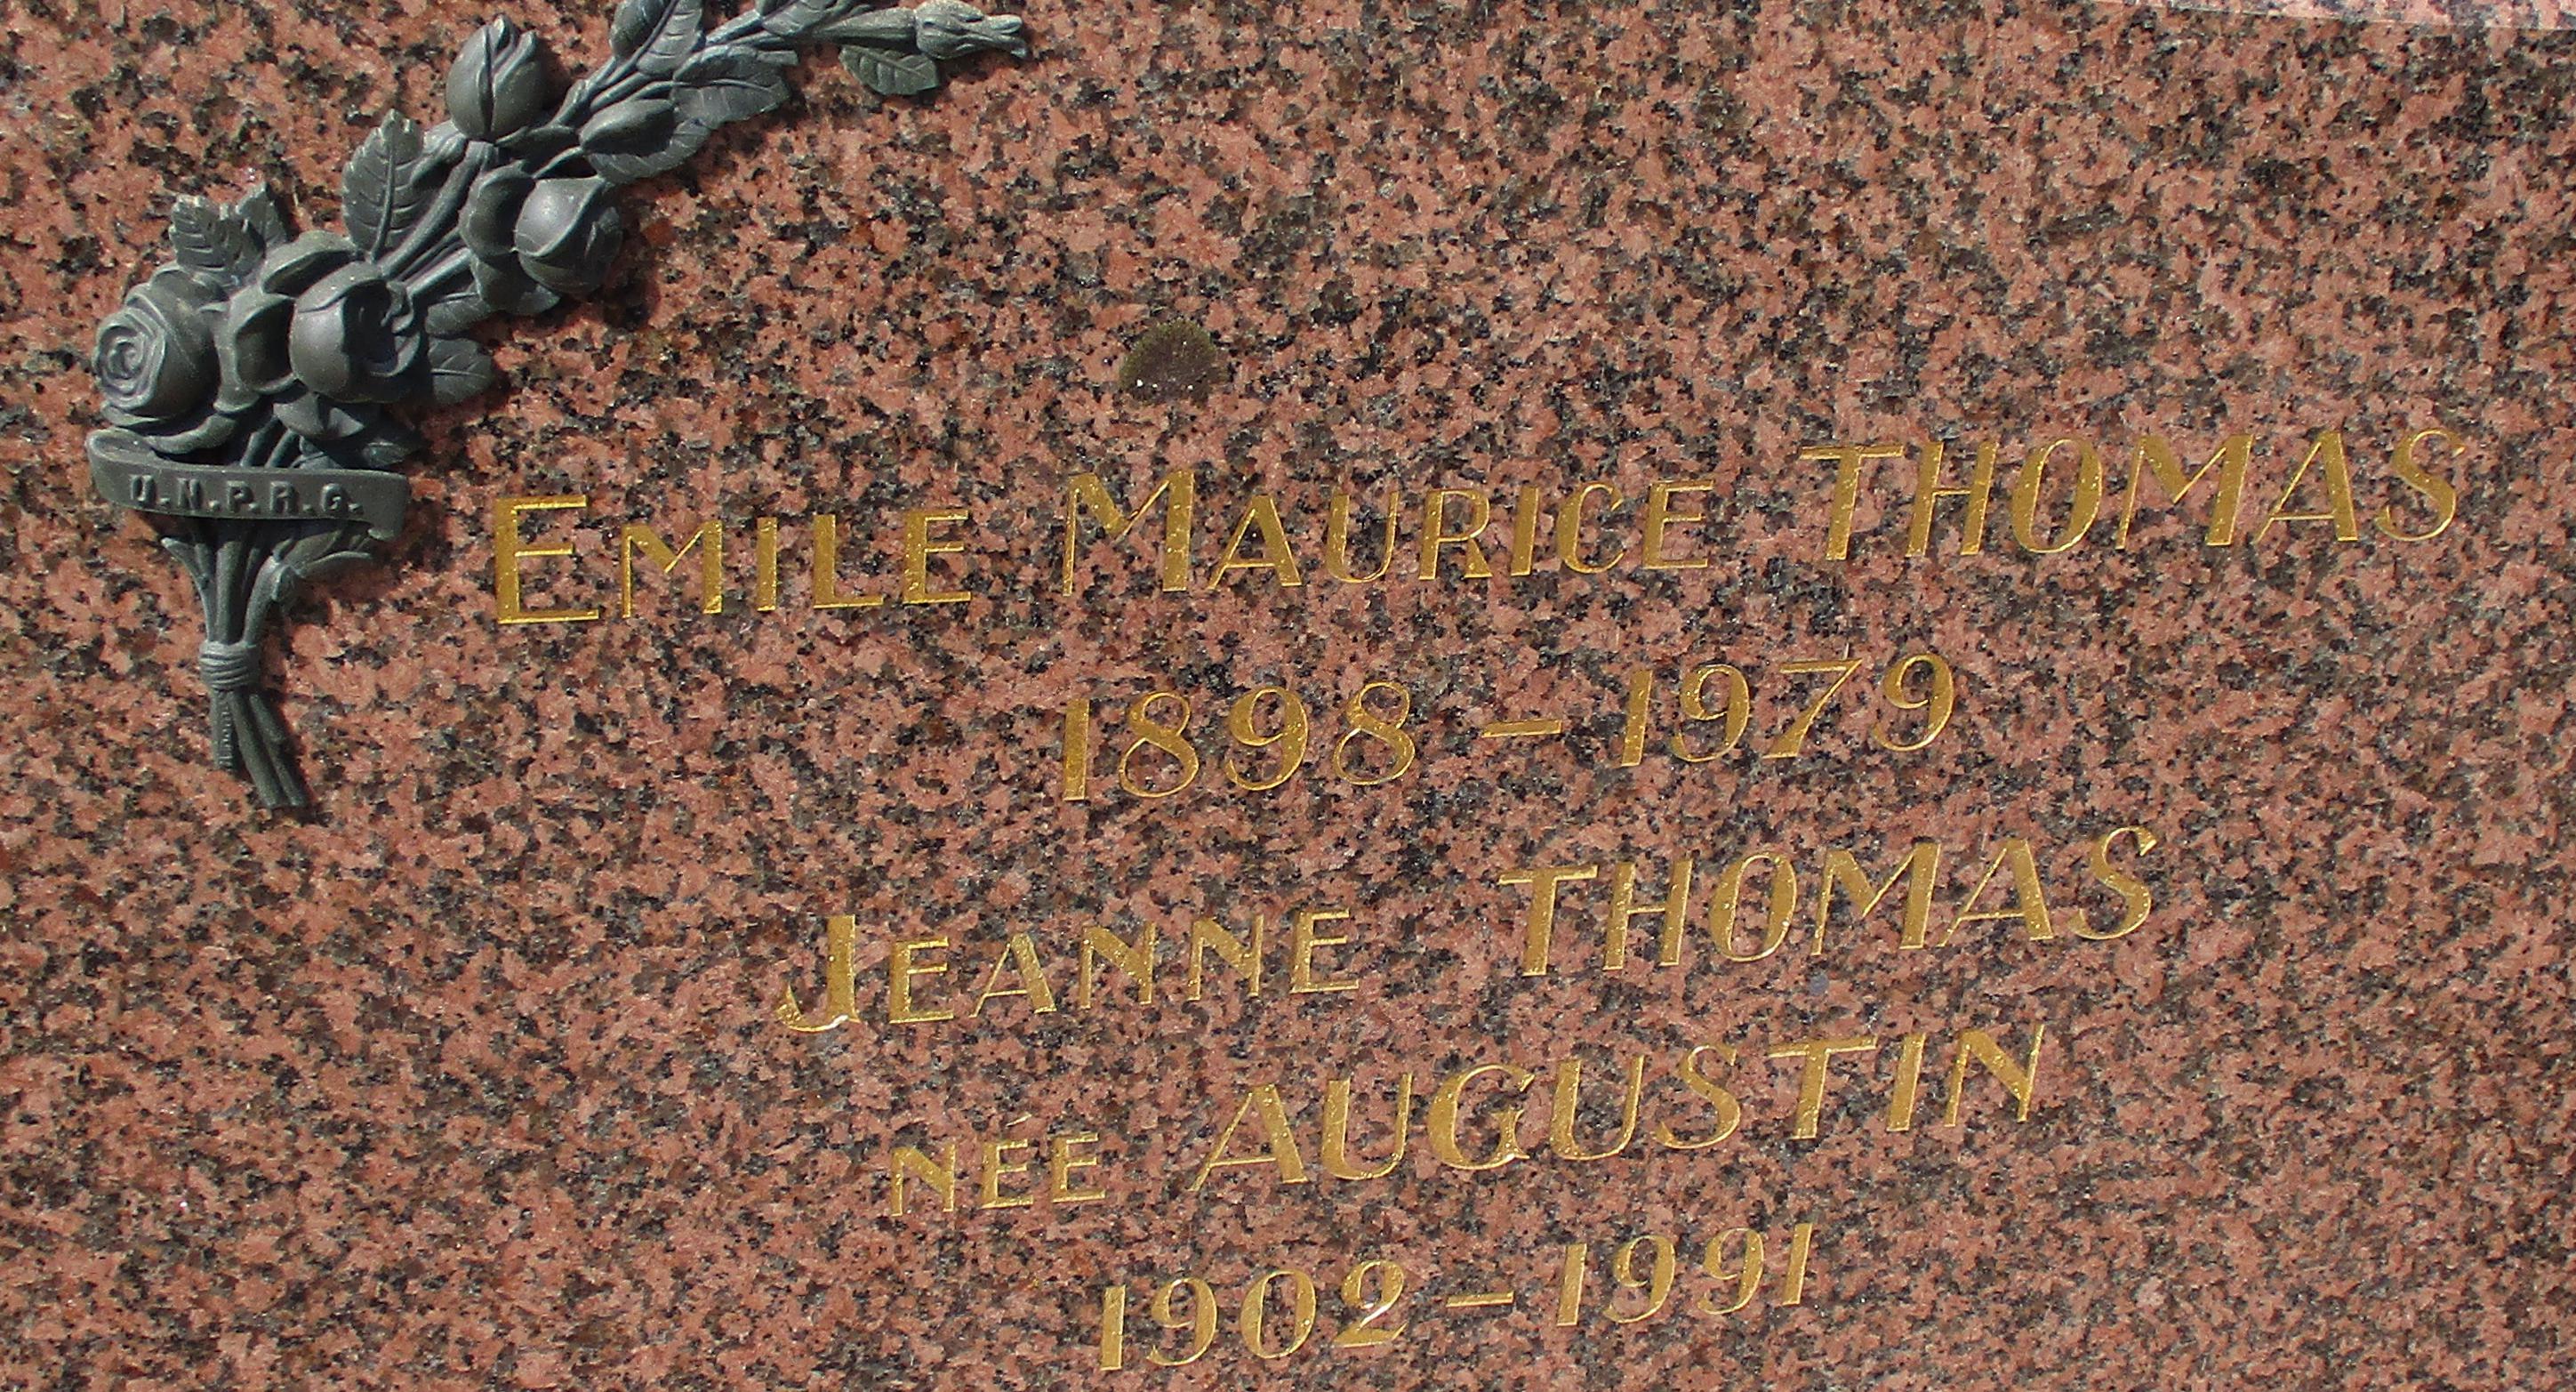 U.N.P.R.G.
EMILE MAURICE THOMAS
1898 – 1979
JEANNE THOMAS
NÉE AUGUSTIN
1902 – 1991